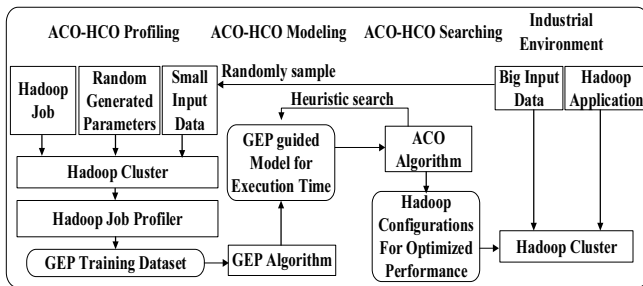 ACO-HCO Profiling
ACO-HCO Modeling
ACO-HCO Searching
Industrial
Environment
Hadoop
Job
Random
Generated
Parameters
Small
Input
Data
Randomly sample
Big Input
Data
Hadoop
Application
Heuristic search
GEP guided
Model for
Execution Time
ACO
Algorithm
Hadoop Cluster
Hadoop Job Profiler
GEP Training Dataset
GEP Algorithm
Hadoop
Configurations
For Optimized
Performance
Hadoop Cluster